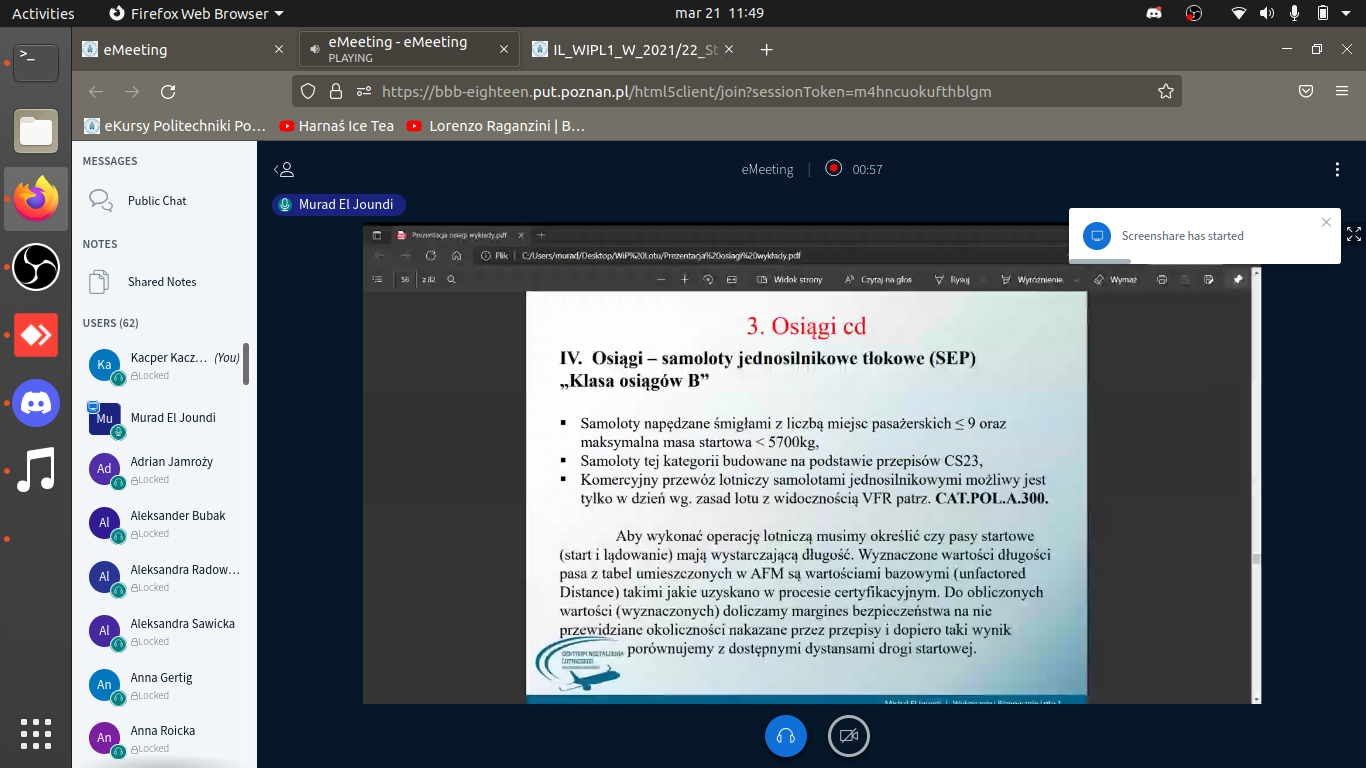 Activities
Firefox Web Browser
mar 21 11:49
eMeeting
eMeeting - eMeeting
PLAYING
IL_WIPL1_W_2021/22_St
https://bbb-eighteen.put.poznan.pl/html5client/join?sessionToken=m4hncuokufthblgm
eKursy Politechniki Po…
Harnaś Ice Tea
Lorenzo Raganzini | B…
MESSAGES
Public Chat
NOTES
Shared Notes
USERS (62)
Ka
Kacper Kacz… (You)
Locked
Mu
Murad El Joundi
Ad
Adrian Jamroży
Locked
Al
Aleksander Bubak
Locked
Al
Aleksandra Radow…
Locked
Al
Aleksandra Sawicka
Locked
An
Anna Gertig
Locked
An
Anna Roicka
Locked
eMeeting
00:57
Murad El Joundi
Screenshare has started
Prezentacja osiagi wykłady.pdf
Plik
C:/Users/murad/Desktop/WiP%20Lotu/Prezentacja%20osiagi%20wykłady.pdf
56 z 82
Widok strony
Czytaj na głos
Rysuj
Wyróżnienie
Wymaż
3. Osiągi cd
IV. Osiągi – samoloty jednosilnikowe tłokowe (SEP)
„Klasa osiągów B”
▪ Samoloty napędzane śmigłami z liczbą miejsc pasażerskich ≤ 9 oraz
maksymalna masa startowa < 5700kg,
▪ Samoloty tej kategorii budowane na podstawie przepisów CS23,
▪ Komercyjny przewóz lotniczy samolotami jednosilnikowymi możliwy jest
tylko w dzień wg. zasad lotu z widocznością VFR patrz. CAT.POL.A.300.
Aby wykonać operację lotniczą musimy określić czy pasy startowe
(start i lądowanie) mają wystarczającą długość. Wyznaczone wartości długości
pasa z tabel umieszczonych w AFM są wartościami bazowymi (unfactored
Distance) takimi jakie uzyskano w procesie certyfikacyjnym. Do obliczonych
wartości (wyznaczonych) doliczamy margines bezpieczeństwa na nie
przewidziane okoliczności nakazane przez przepisy i dopiero taki wynik
porównujemy z dostępnymi dystansami drogi startowej.
CENTRUM KSZTAŁCENIA
LOTNICZEGO